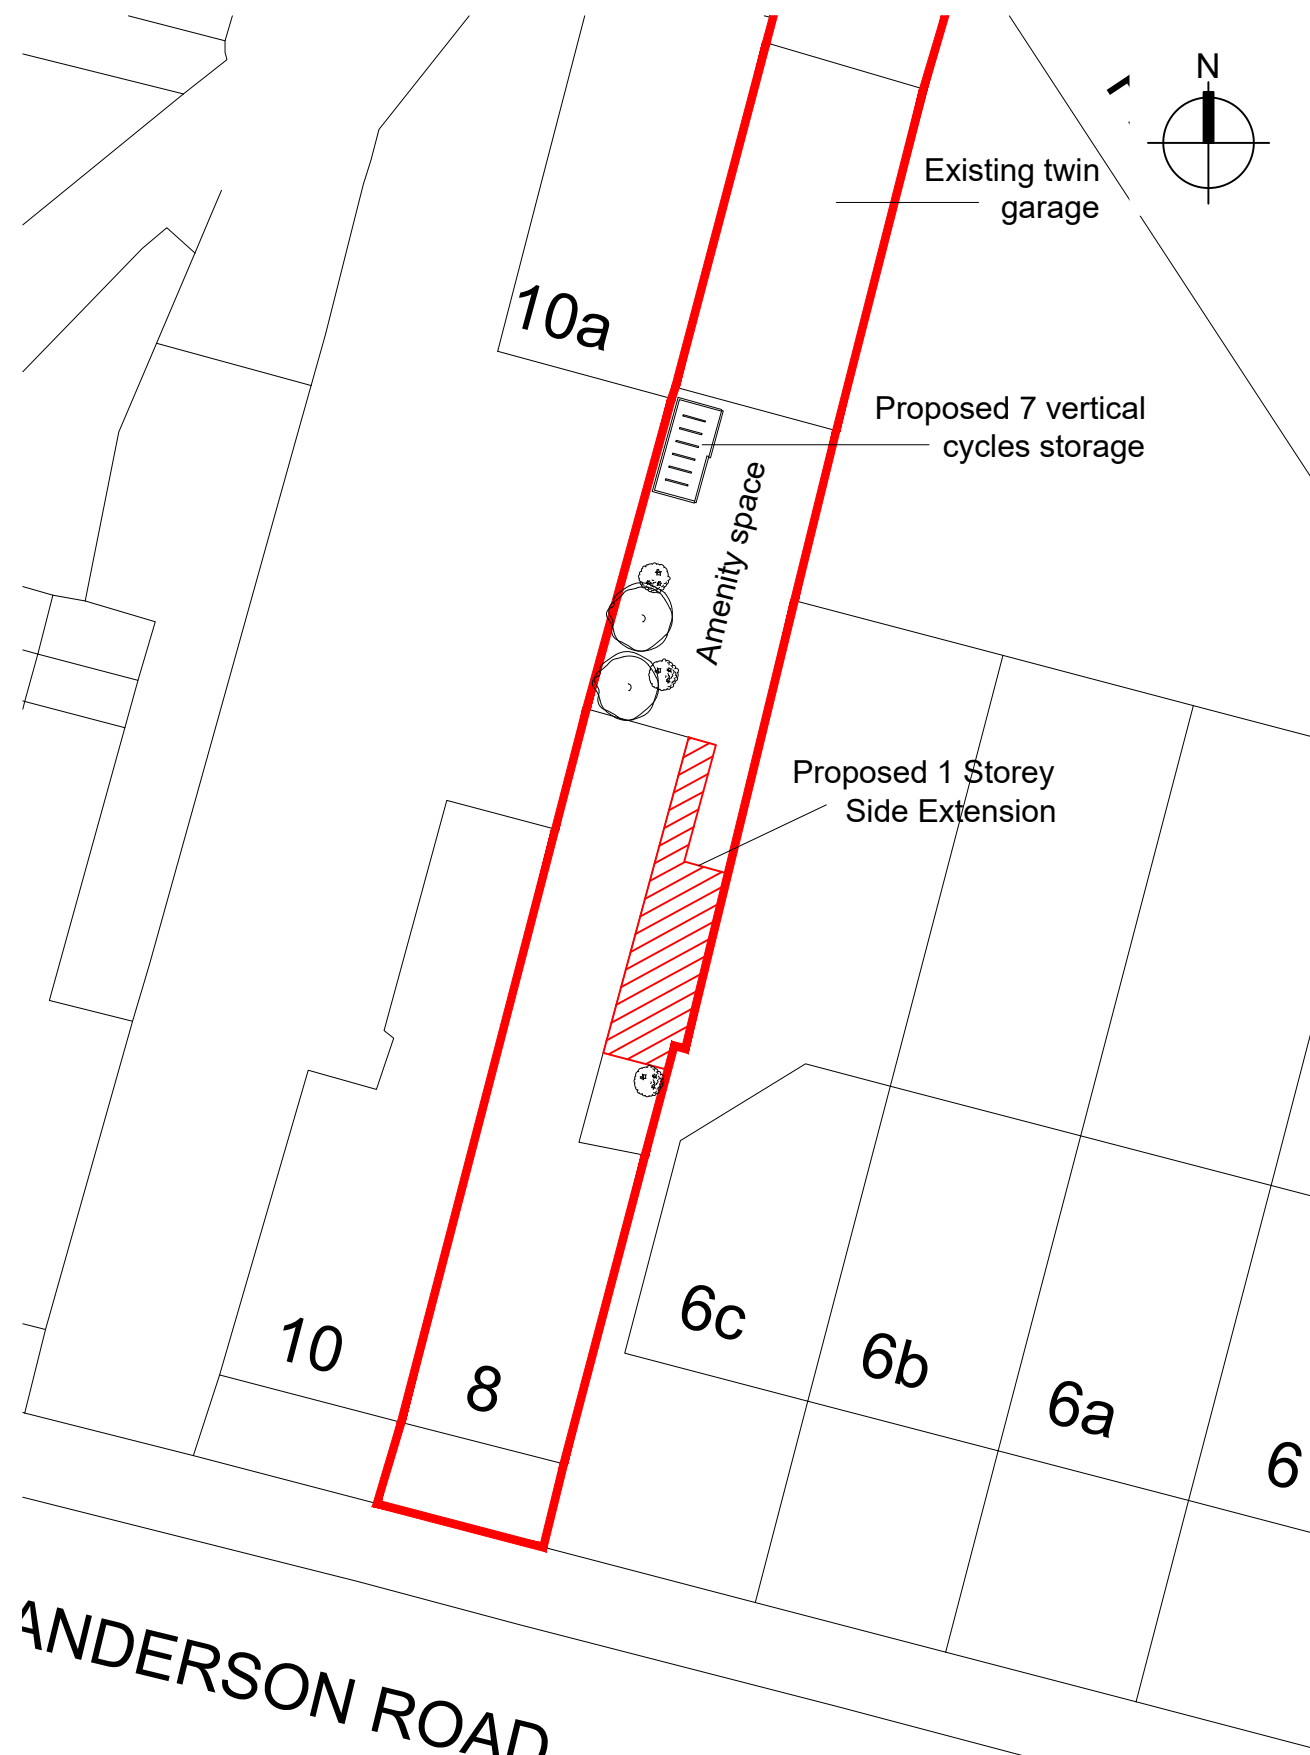 N
Existing twin
garage
10a
Proposed 7 vertical
cycles storage
Amenity space
Proposed 1 Storey
Side Extension
10
8
6c
6b
6a
6
ANDERSON ROAD